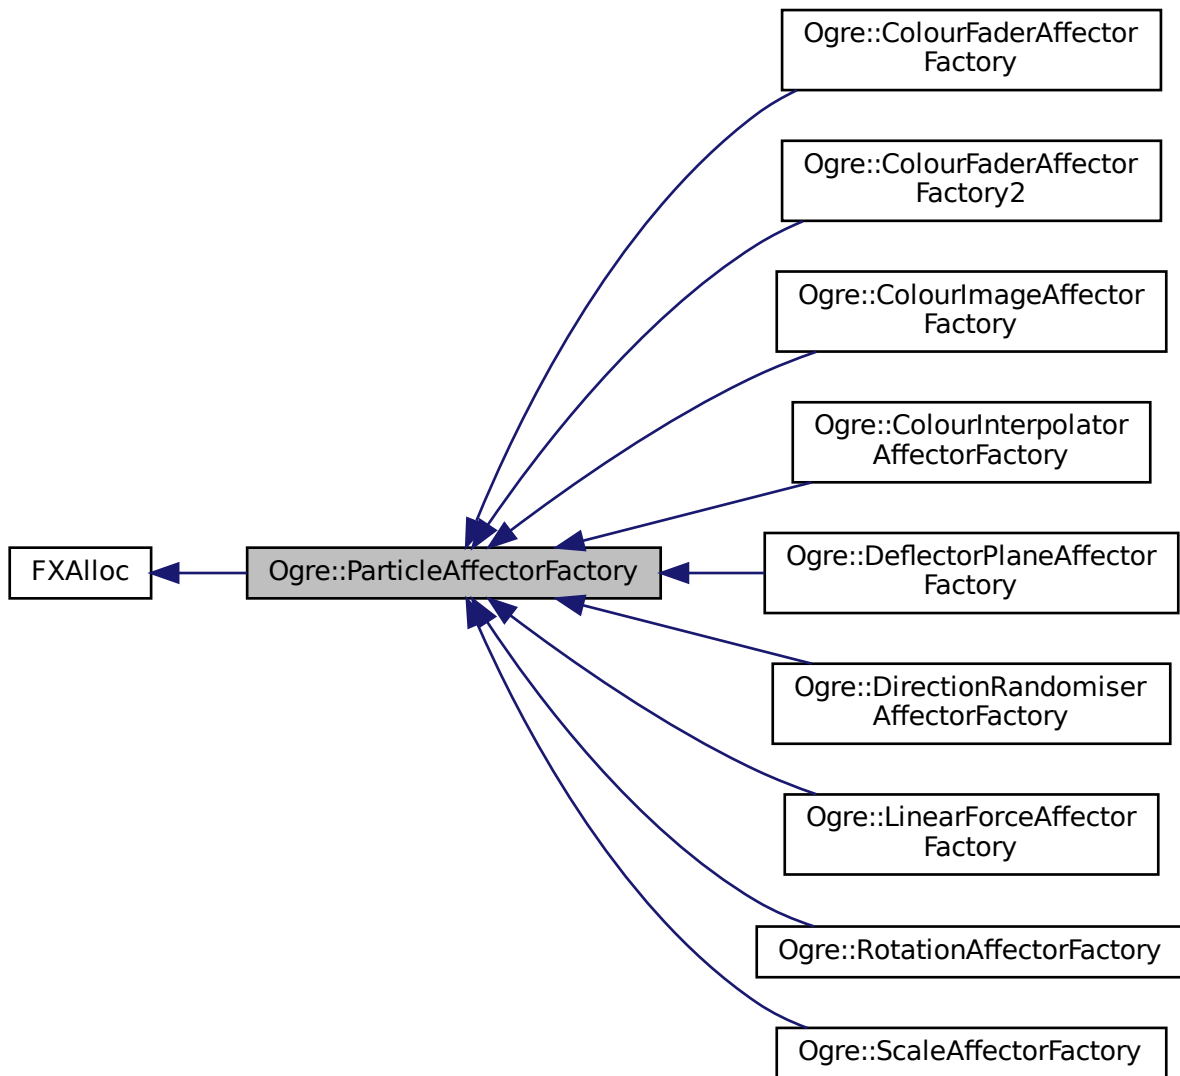 Ogre::ColourFaderAffector
Factory
Ogre::ColourFaderAffector
Factory2
Ogre::ColourImageAffector
Factory
Ogre::ColourInterpolator
AffectorFactory
FXAlloc
Ogre::ParticleAffectorFactory
Ogre::DeflectorPlaneAffector
Factory
Ogre::DirectionRandomiser
AffectorFactory
Ogre::LinearForceAffector
Factory
Ogre::RotationAffectorFactory
Ogre::ScaleAffectorFactory